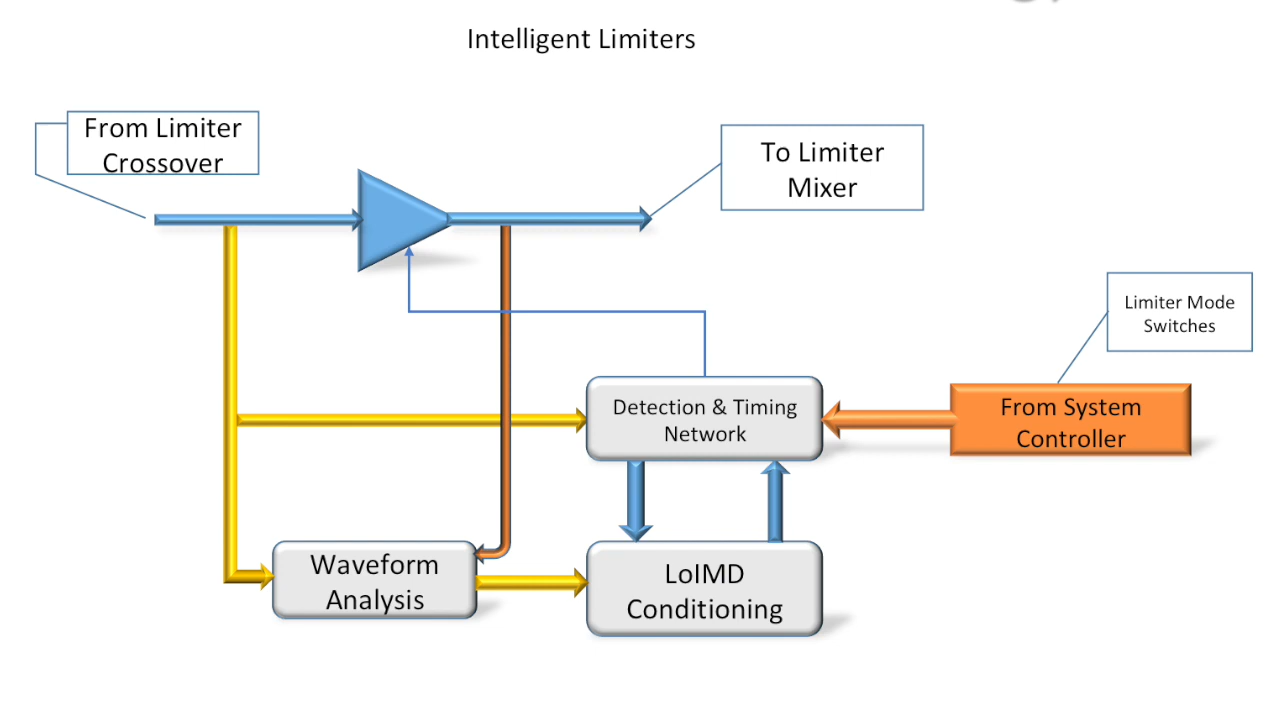 Intelligent Limiters
From Limiter
Crossover
To Limiter
Mixer
Limiter Mode
Switches
Detection & Timing
Network
From System
Controller
Waveform
Analysis
LoIMD
Conditioning